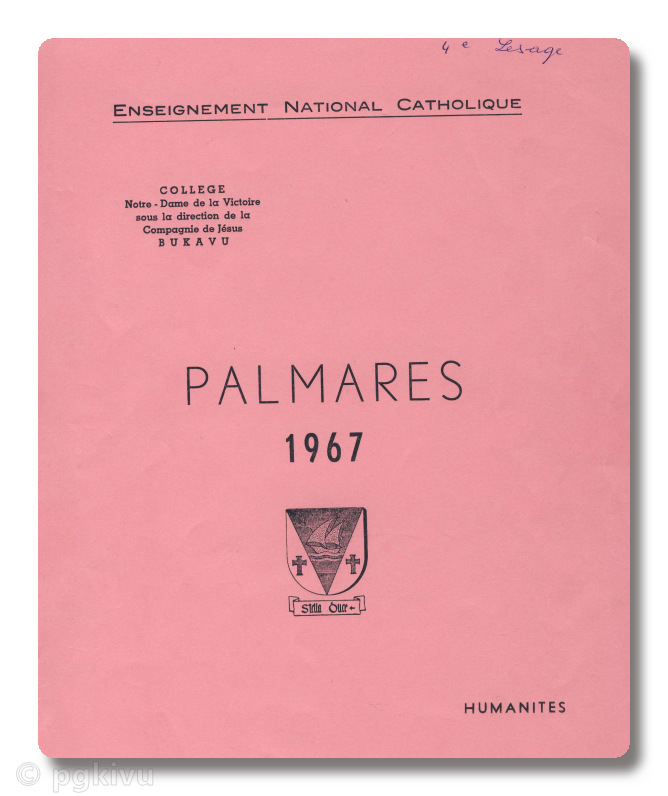 4e Lesage
ENSEIGNEMENT NATIONAL CATHOLIQUE
COLLEGE
Notre - Dame de la Victoire
sous la direction de la
Compagnie de Jésus
BUKAVU
PALMARES
1967
Stella Duce
HUMANITES
© pgkivu